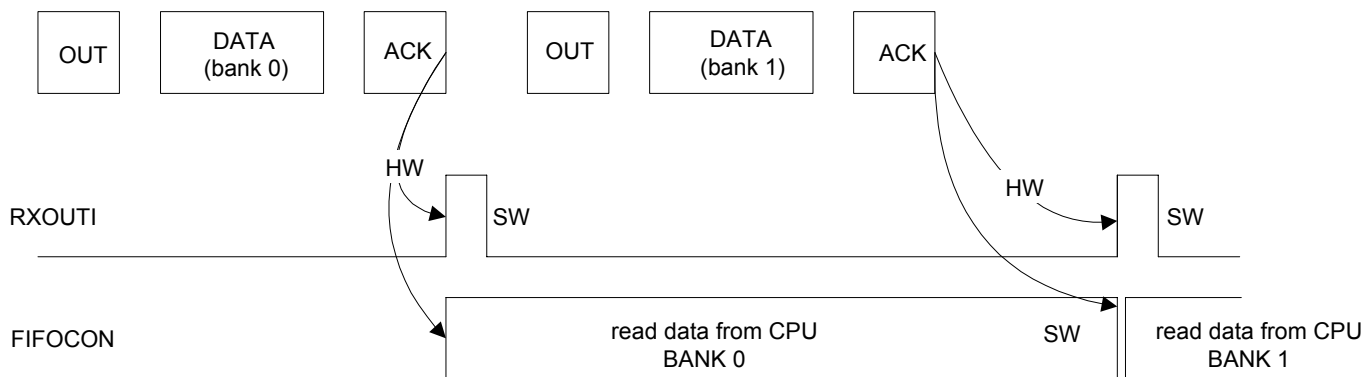 OUT
DATA
(bank 0)
ACK
OUT
DATA
(bank 1)
ACK
HW
HW
RXOUTI
SW
SW
FIFOCON
read data from CPU
BANK 0
SW
read data from CPU
BANK 1